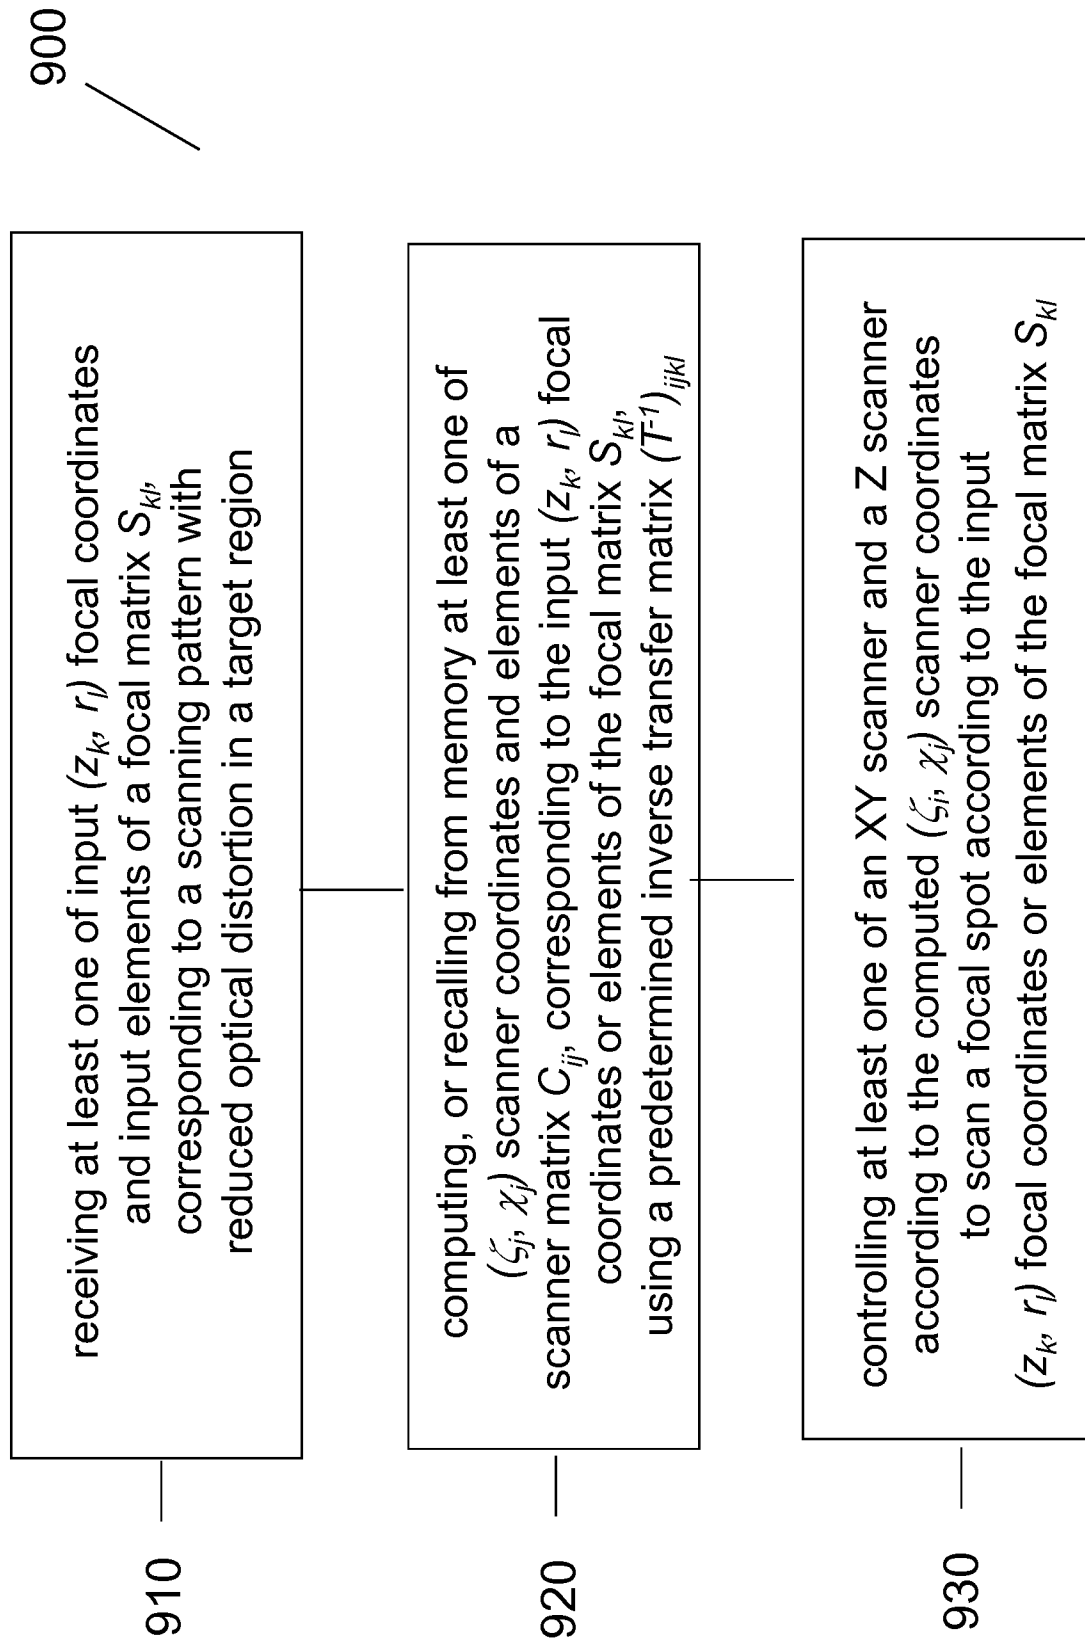 900
910
receiving at least one of input (z_k, r_l) focal coordinates
and input elements of a focal matrix S_kl,
corresponding to a scanning pattern with
reduced optical distortion in a target region
920
computing, or recalling from memory at least one of
(ζ_j, χ_j) scanner coordinates and elements of a
scanner matrix C_ij, corresponding to the input (z_k, r_l) focal
coordinates or elements of the focal matrix S_kl,
using a predetermined inverse transfer matrix (T^-1)_ijkl
930
controlling at least one of an XY scanner and a Z scanner
according to the computed (ζ_i, χ_j) scanner coordinates
to scan a focal spot according to the input
(z_k, r_l) focal coordinates or elements of the focal matrix S_kl